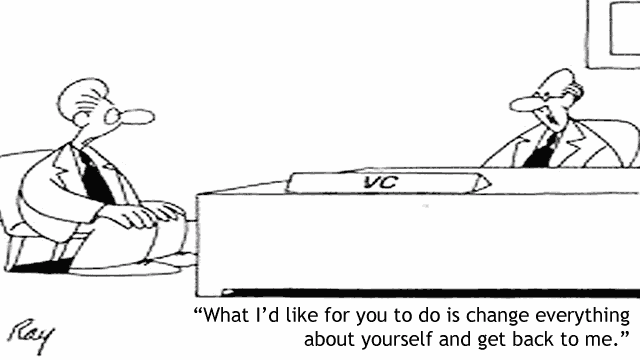 VC
Ray
“What I’d like for you to do is change everything
about yourself and get back to me.”